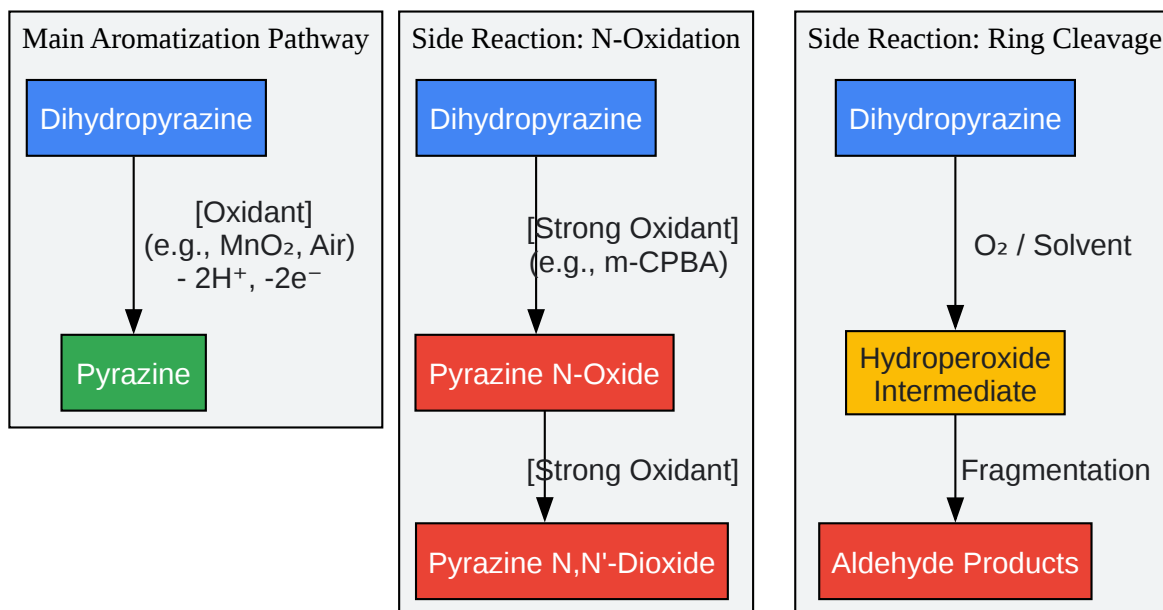 Main Aromatization Pathway
Dihydropyrazine
[Oxidant]
(e.g., MnO₂, Air)
- 2H⁺, -2e⁻
Pyrazine
Side Reaction: N-Oxidation
Dihydropyrazine
[Strong Oxidant]
(e.g., m-CPBA)
Pyrazine N-Oxide
[Strong Oxidant]
Pyrazine N,N'-Dioxide
Side Reaction: Ring Cleavage
Dihydropyrazine
O₂ / Solvent
Hydroperoxide
Intermediate
Fragmentation
Aldehyde Products